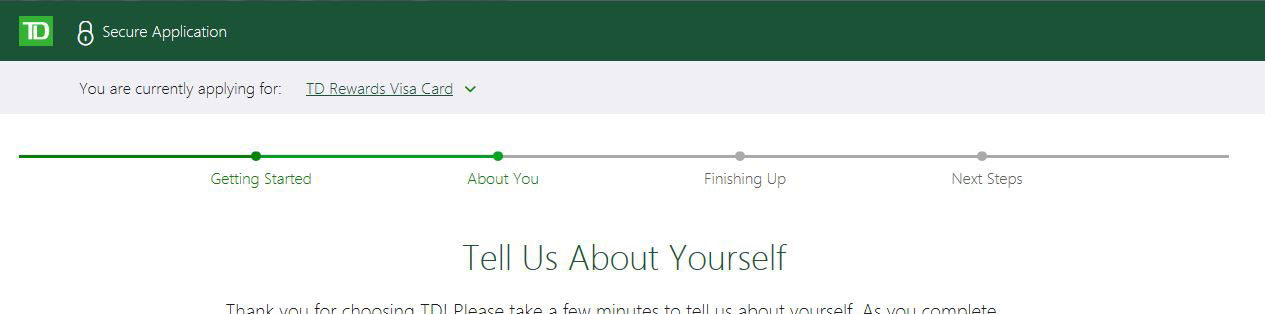 TD Secure Application
You are currently applying for: TD Rewards Visa Card
Getting Started About You Finishing Up Next Steps
Tell Us About Yourself
Thank you for choosing TD! Please take a few minutes to tell us about yourself. As you complete